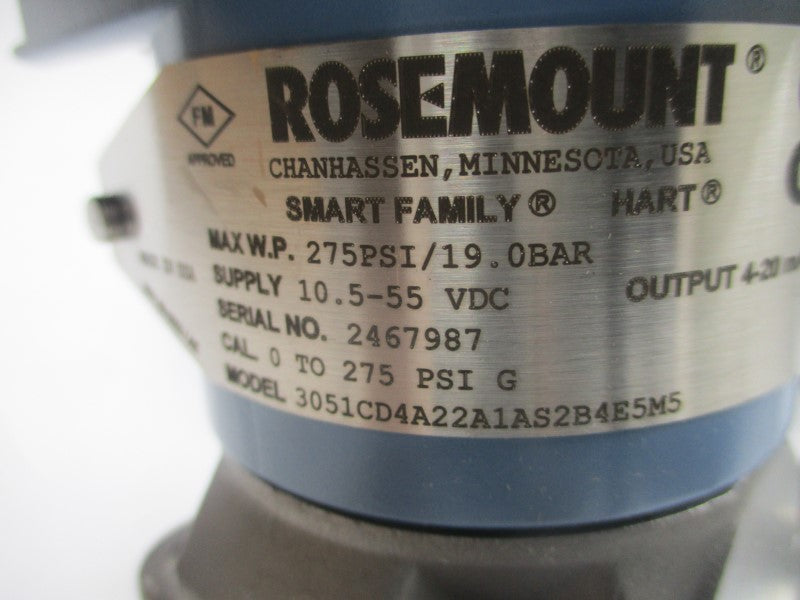 FM
APPROVED
ROSEMOUNT®
CHANHASSEN, MINNESOTA, USA
SMART FAMILY® HART®
MAX W.P. 275PSI/19.0BAR
SUPPLY 10.5-55 VDC
OUTPUT 4-20
SERIAL NO. 2467987
CAL 0 TO 275 PSI G
MODEL 3051CD4A22A1AS2B4E5M5